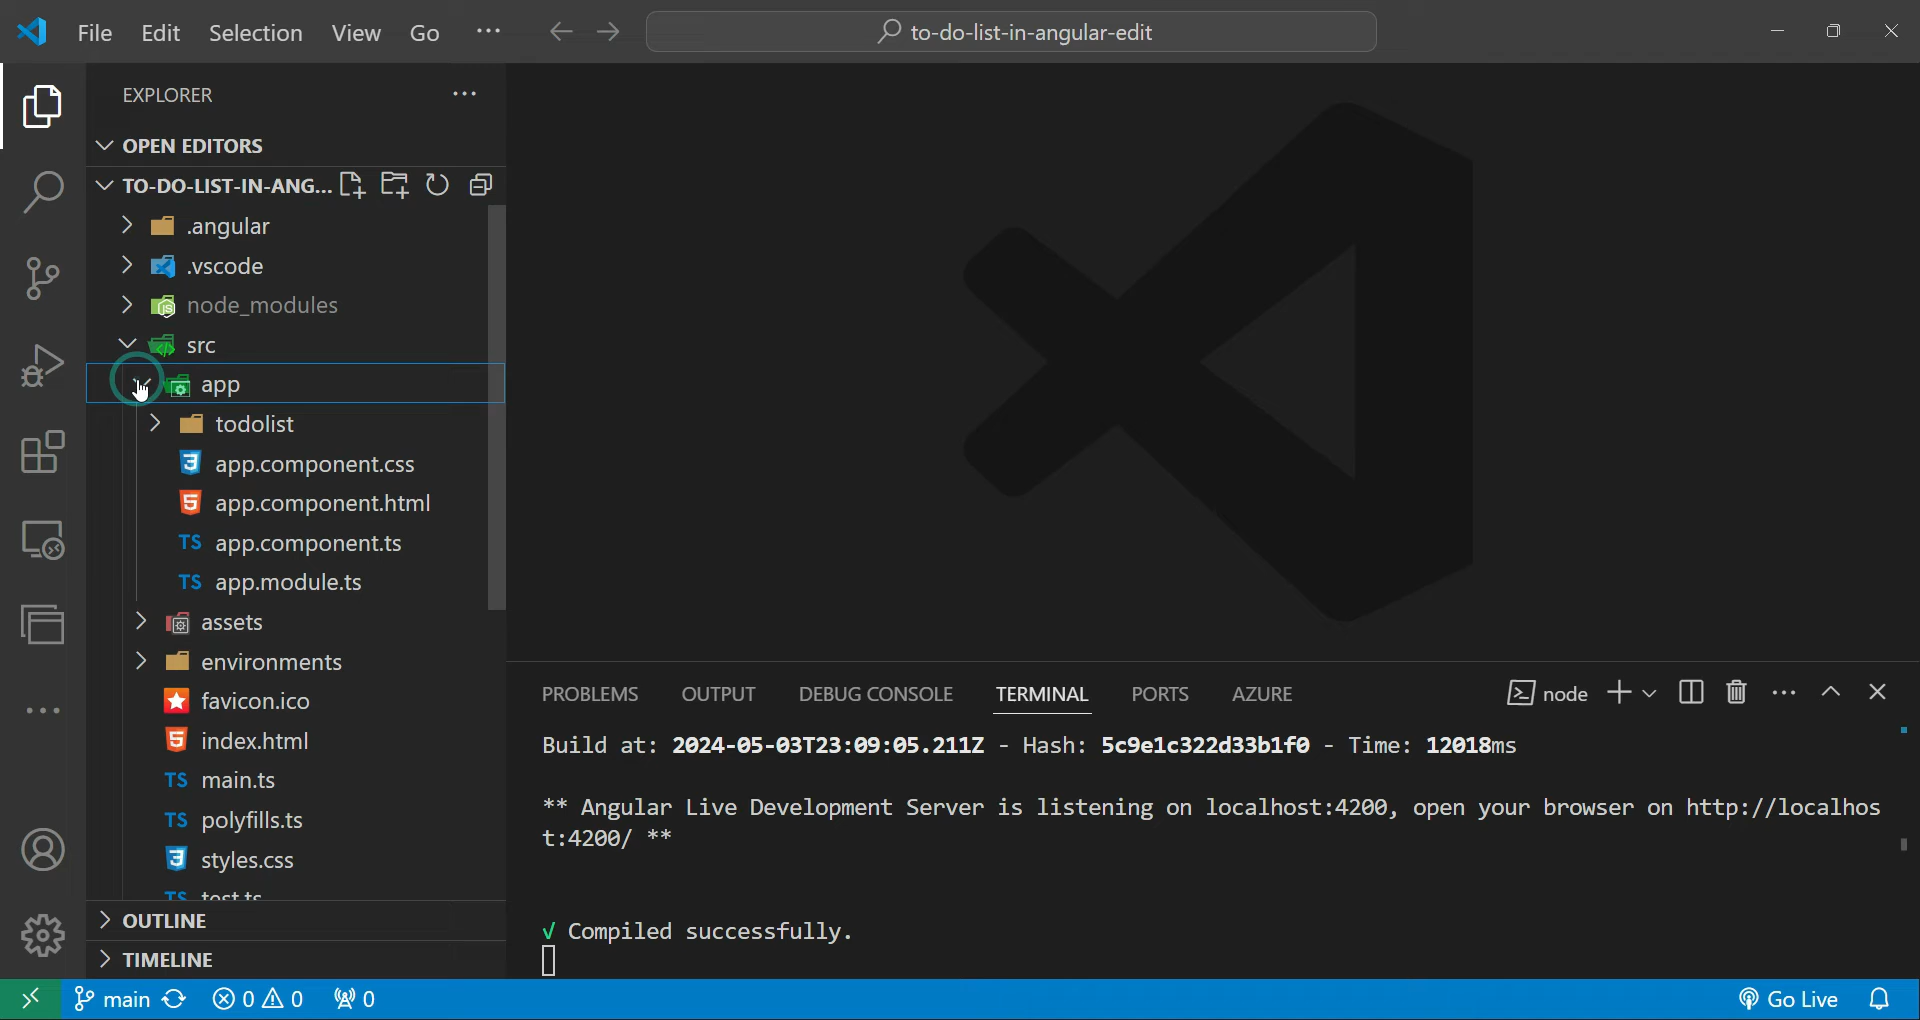 File Edit Selection View Go ··· to-do-list-in-angular-edit
EXPLORER ···
OPEN EDITORS
TO-DO-LIST-IN-ANG...
.angular
.vscode
node_modules
src
app
todolist
app.component.css
app.component.html
TS app.component.ts
TS app.module.ts
assets
environments
favicon.ico
index.html
TS main.ts
TS polyfills.ts
styles.css
TS test.ts
OUTLINE
TIMELINE
PROBLEMS OUTPUT DEBUG CONSOLE TERMINAL PORTS AZURE node
Build at: 2024-05-03T23:09:05.211Z - Hash: 5c9e1c322d33b1f0 - Time: 12018ms
** Angular Live Development Server is listening on localhost:4200, open your browser on http://localhos
t:4200/ **
√ Compiled successfully.
main 0 0 0 Go Live